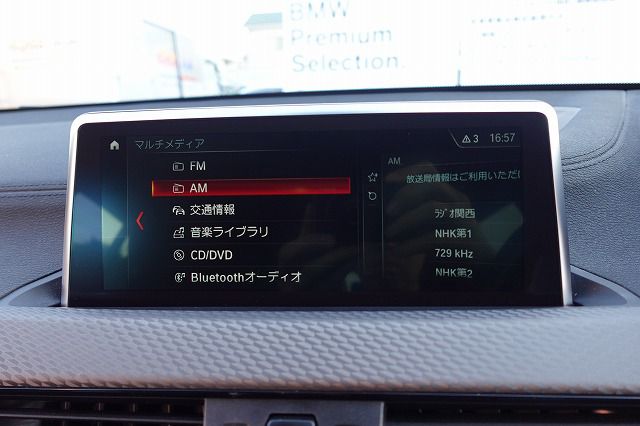 BMW
Premium
Selection.
マルチメディア
3 16:57
FM
AM
交通情報
音楽ライブラリ
CD/DVD
Bluetoothオーディオ
AM
放送局情報はご利用いただ
ﾗｼﾞｵ関西
NHK第1
729 kHz
NHK第2